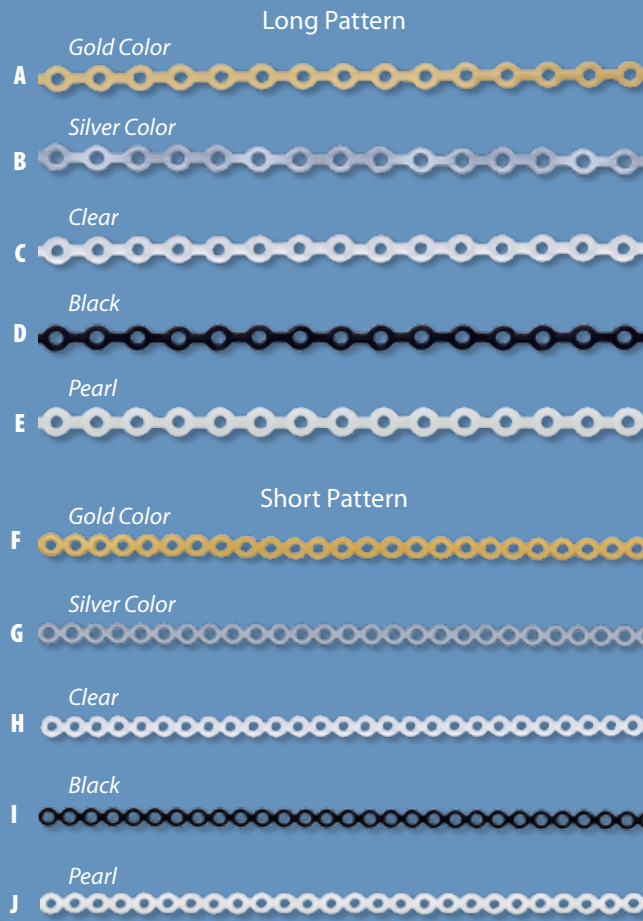 Long Pattern
Gold Color
A
Silver Color
B
Clear
C
Black
D
Pearl
E
Short Pattern
Gold Color
F
Silver Color
G
Clear
H
Black
I
Pearl
J